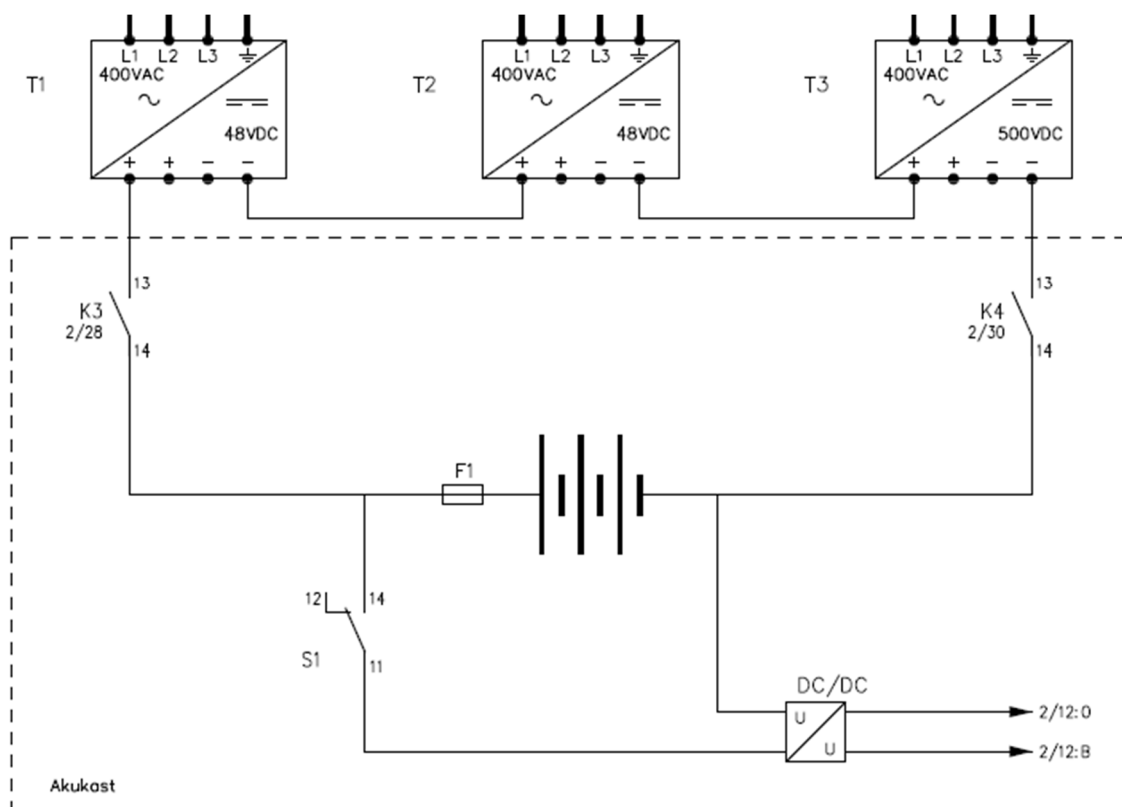 L1 L2 L3
400VAC
T1
48VDC
+ + − −
L1 L2 L3
400VAC
T2
48VDC
+ + − −
L1 L2 L3
400VAC
T3
500VDC
+ + − −
13
K3
2/28
14
13
K4
2/30
14
F1
12 14
S1
11
DC/DC
U
U
2/12:0
2/12:B
Akukast